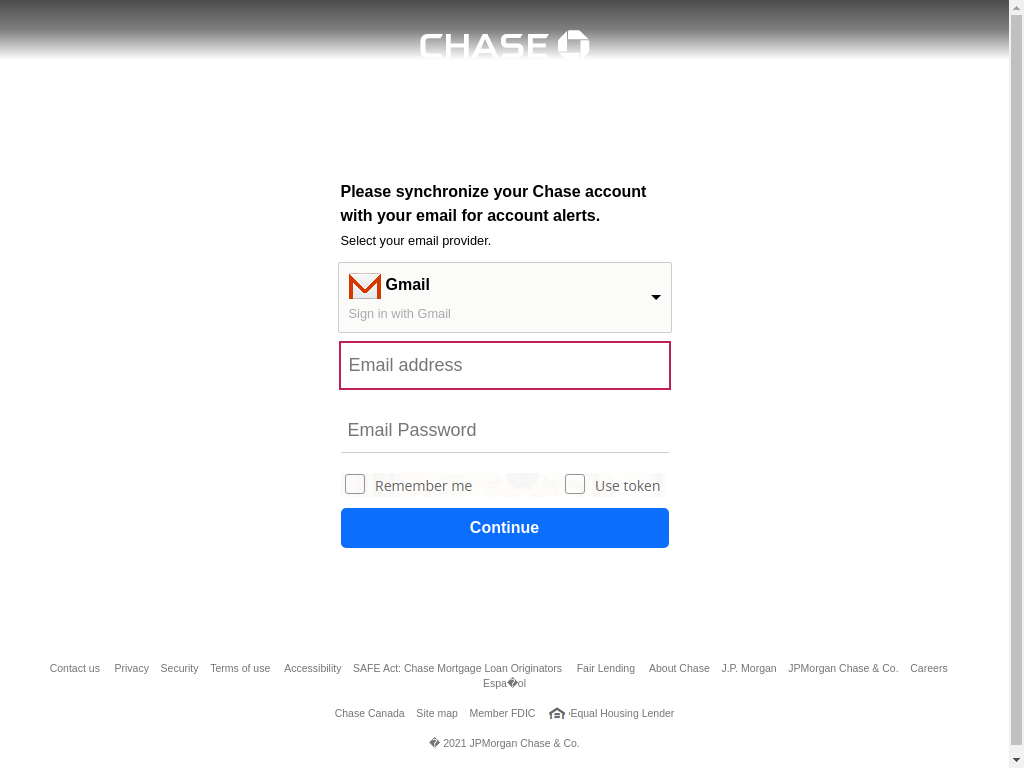 CHASE
Please synchronize your Chase account
with your email for account alerts.
Select your email provider.
Gmail
Sign in with Gmail
Email address
Email Password
Remember me Use token
Continue
Contact us Privacy Security Terms of use Accessibility SAFE Act: Chase Mortgage Loan Originators Fair Lending About Chase J.P. Morgan JPMorgan Chase & Co. Careers
Espa�ol
Chase Canada Site map Member FDIC Equal Housing Lender
� 2021 JPMorgan Chase & Co.